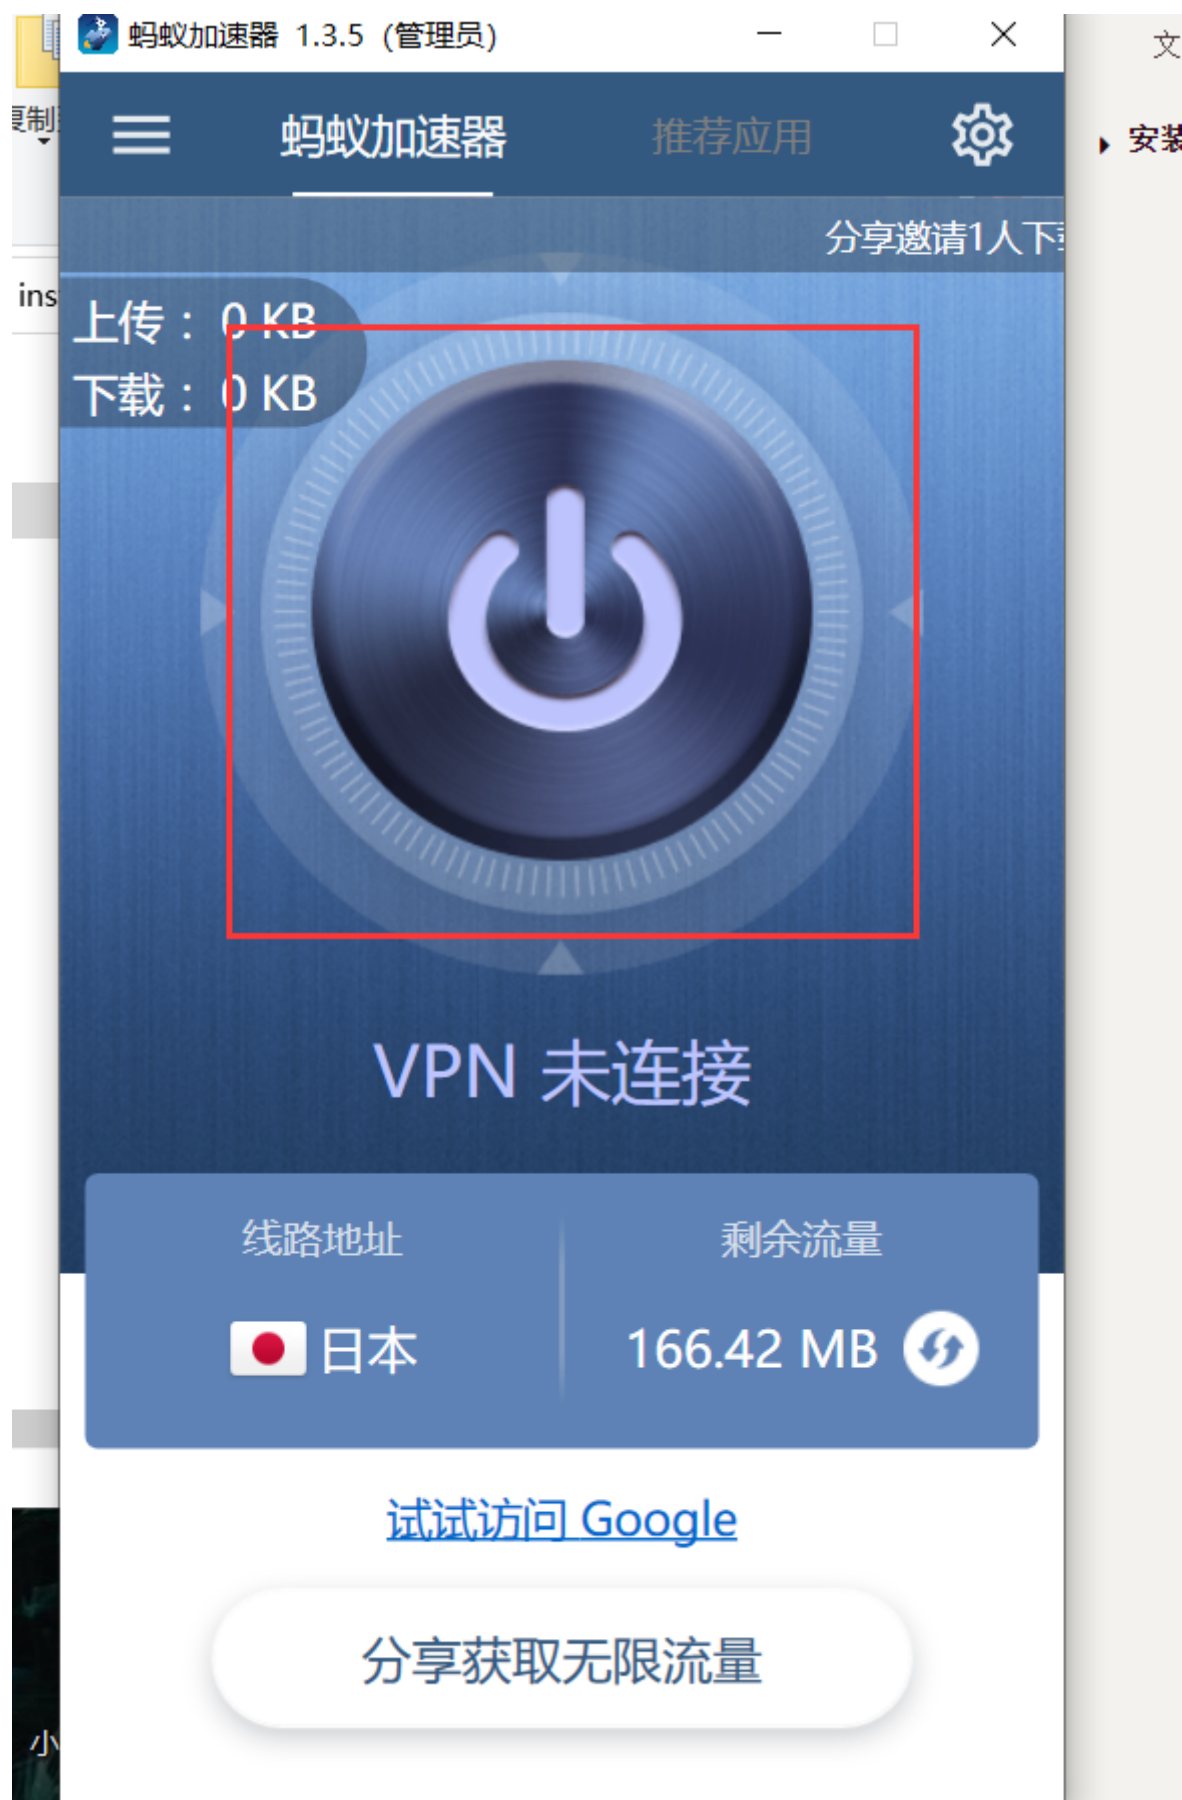 蚂蚁加速器 1.3.5 (管理员)
文
复制
蚂蚁加速器
推荐应用
安装
分享邀请1人下载
ins
上传： 0 KB
下载： 0 KB
VPN 未连接
线路地址
剩余流量
日本
166.42 MB
试试访问 Google
分享获取无限流量
小